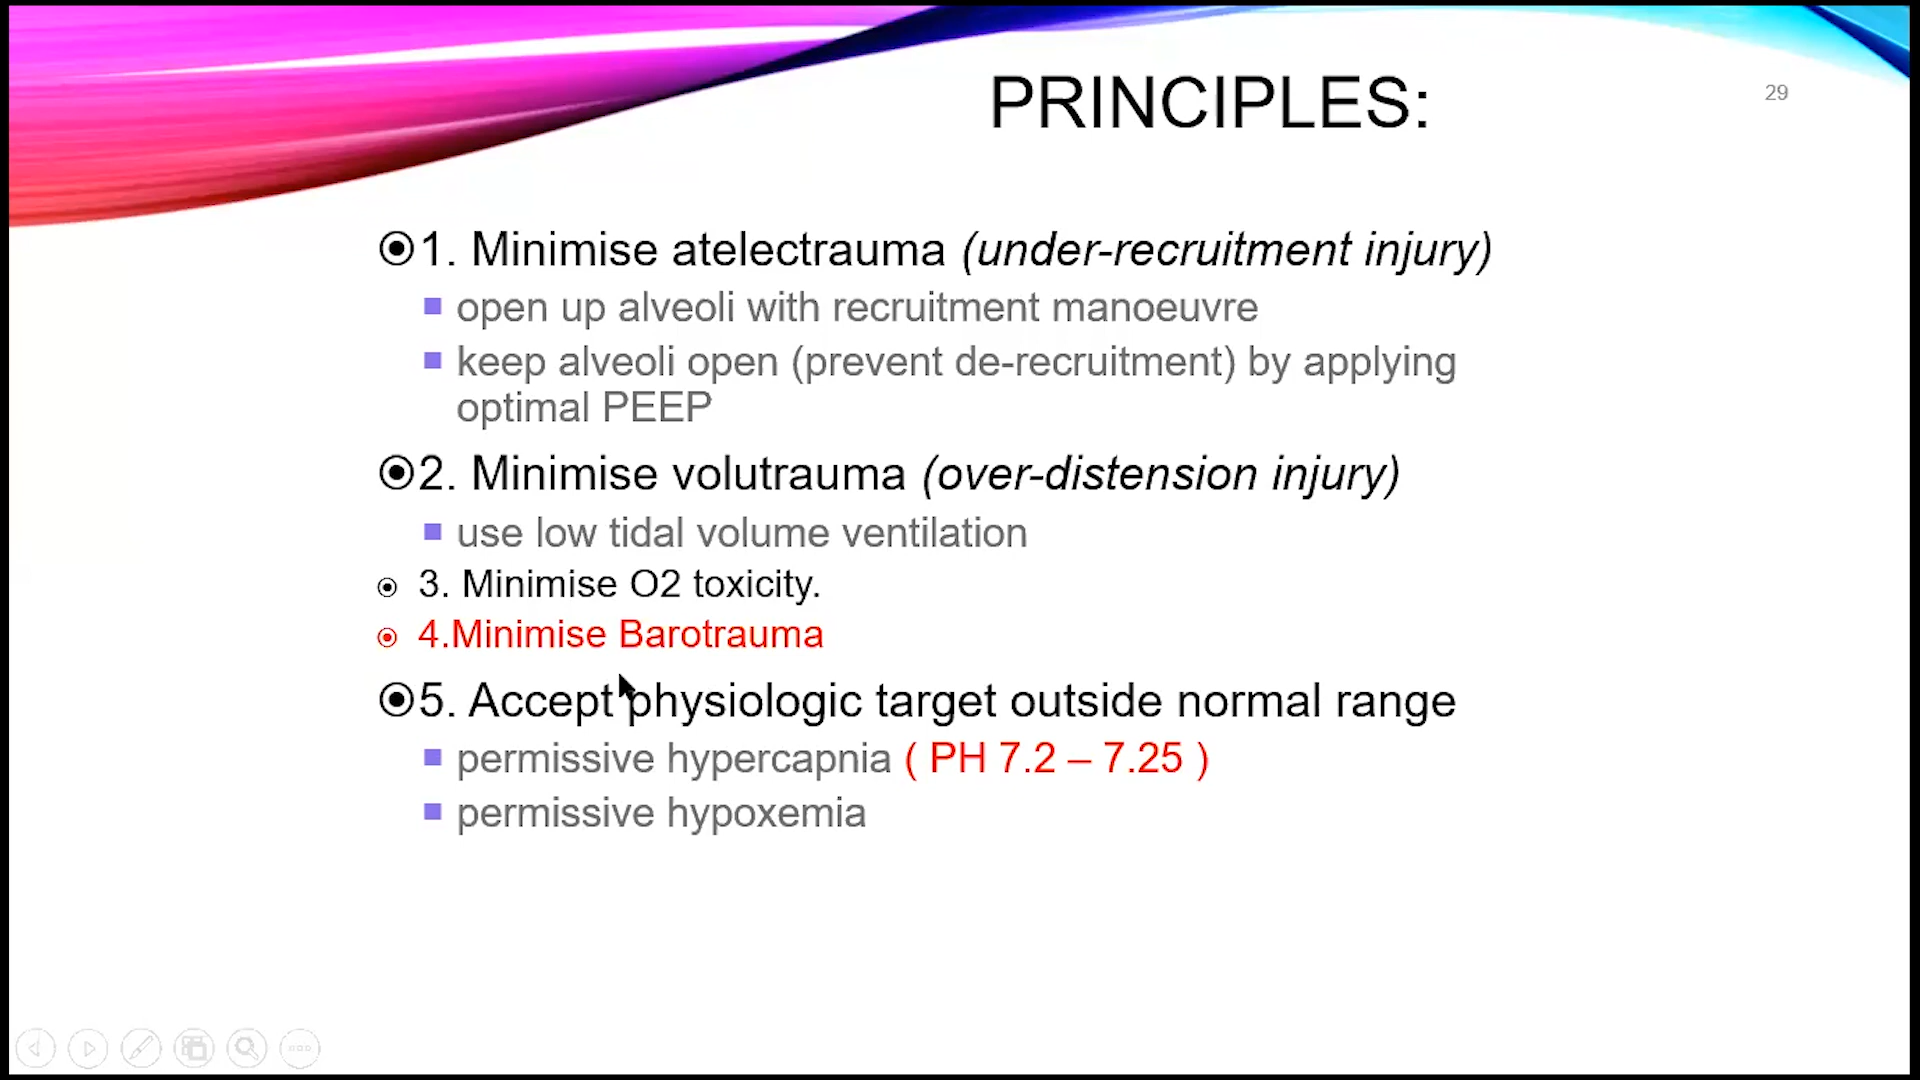 PRINCIPLES:
29
1. Minimise atelectrauma (under-recruitment injury)
open up alveoli with recruitment manoeuvre
keep alveoli open (prevent de-recruitment) by applying
optimal PEEP
2. Minimise volutrauma (over-distension injury)
use low tidal volume ventilation
3. Minimise O2 toxicity.
4.Minimise Barotrauma
5. Accept physiologic target outside normal range
permissive hypercapnia ( PH 7.2 – 7.25 )
permissive hypoxemia